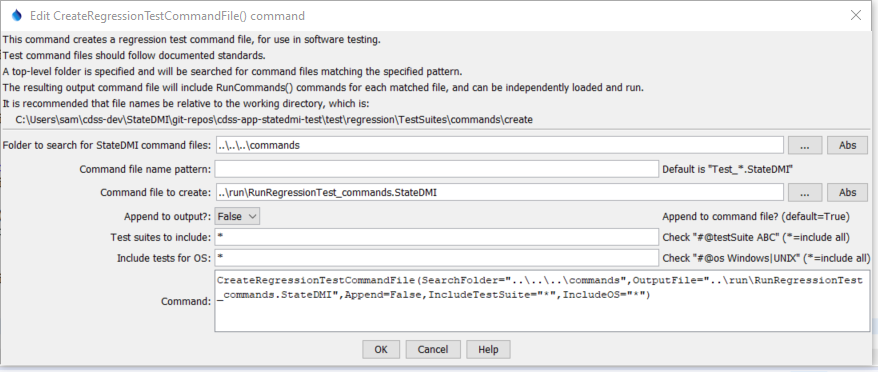 Edit CreateRegressionTestCommandFile() command
This command creates a regression test command file, for use in software testing.
Test command files should follow documented standards.
A top-level folder is specified and will be searched for command files matching the specified pattern.
The resulting output command file will include RunCommands() commands for each matched file, and can be independently loaded and run.
It is recommended that file names be relative to the working directory, which is:
C:\Users\sam\cdss-dev\StateDMI\git-repos\cdss-app-statedmi-test\test\regression\TestSuites\commands\create
Folder to search for StateDMI command files: ..\..\..\commands ... Abs
Command file name pattern: Default is "Test_*.StateDMI"
Command file to create: ..\run\RunRegressionTest_commands.StateDMI ... Abs
Append to output?: False Append to command file? (default=True)
Test suites to include: * Check "#@testSuite ABC" (*=include all)
Include tests for OS: * Check "#@os Windows|UNIX" (*=include all)
Command: CreateRegressionTestCommandFile(SearchFolder="..\..\..\commands",OutputFile="..\run\RunRegressionTest
_commands.StateDMI",Append=False,IncludeTestSuite="*",IncludeOS="*")
OK Cancel Help